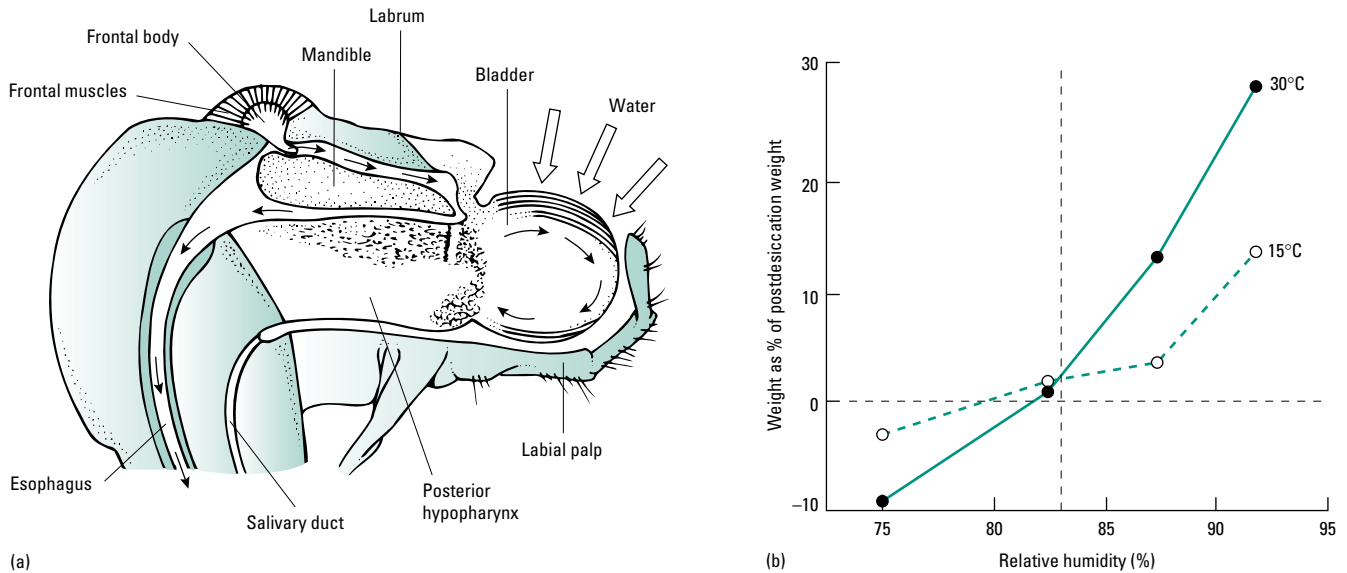 Labrum
Frontal body
Mandible
Bladder
Frontal muscles
Water
Esophagus
Salivary duct
Posterior
hypopharynx
Labial palp
(a)
Weight as % of postdesiccation weight
30
20
10
0
–10
30°C
15°C
75
80
85
90
95
Relative humidity (%)
(b)